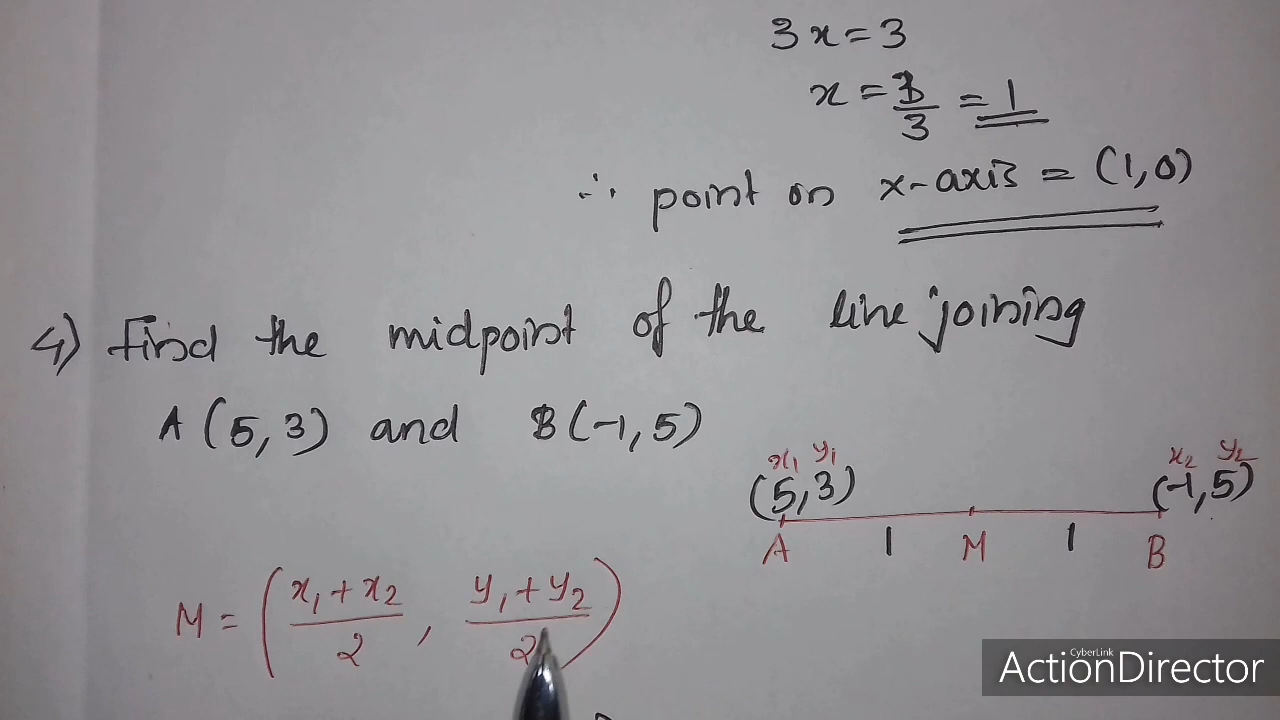 3x = 3
x = 3/3 = 1
∴ point on x-axis = (1,0)
4) Find the midpoint of the line joining
A (5,3) and B(-1,5)
x₁ y₁ x₂ y₂
(5,3) (-1,5)
A 1 M 1 B
M = ( x₁ + x₂ / 2 , y₁ + y₂ / 2 )
CyberLink
ActionDirector